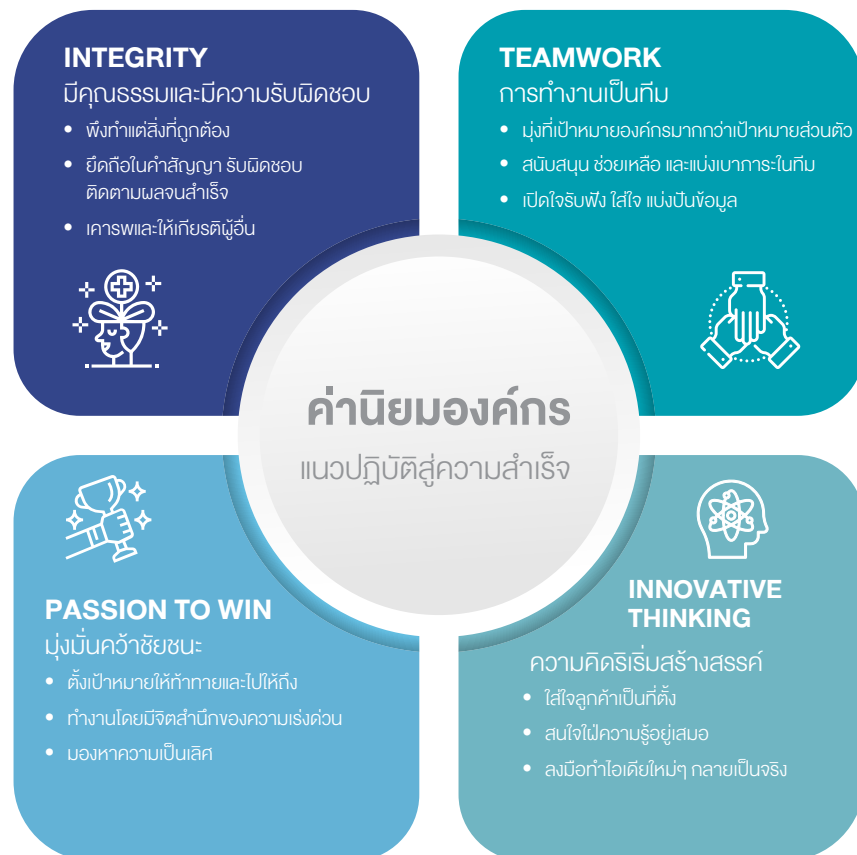 INTEGRITY
มีคุณธรรมและมีความรับผิดชอบ
• พึงทำแต่สิ่งที่ถูกต้อง
• ยึดถือในคำสัญญา รับผิดชอบ
ติดตามผลจนสำเร็จ
• เคารพและให้เกียรติผู้อื่น
TEAMWORK
การทำงานเป็นทีม
• มุ่งที่เป้าหมายองค์กรมากกว่าเป้าหมายส่วนตัว
• สนับสนุน ช่วยเหลือ และแบ่งเบาภาระในทีม
• เปิดใจรับฟัง ใส่ใจ แบ่งปันข้อมูล
ค่านิยมองค์กร
แนวปฏิบัติสู่ความสำเร็จ
PASSION TO WIN
มุ่งมั่นคว้าชัยชนะ
• ตั้งเป้าหมายให้ท้าทายและไปให้ถึง
• ทำงานโดยมีจิตสำนึกของความเร่งด่วน
• มองหาความเป็นเลิศ
INNOVATIVE
THINKING
ความคิดริเริ่มสร้างสรรค์
• ใส่ใจลูกค้าเป็นที่ตั้ง
• สนใจใฝ่ความรู้อยู่เสมอ
• ลงมือทำไอเดียใหม่ๆ กลายเป็นจริง